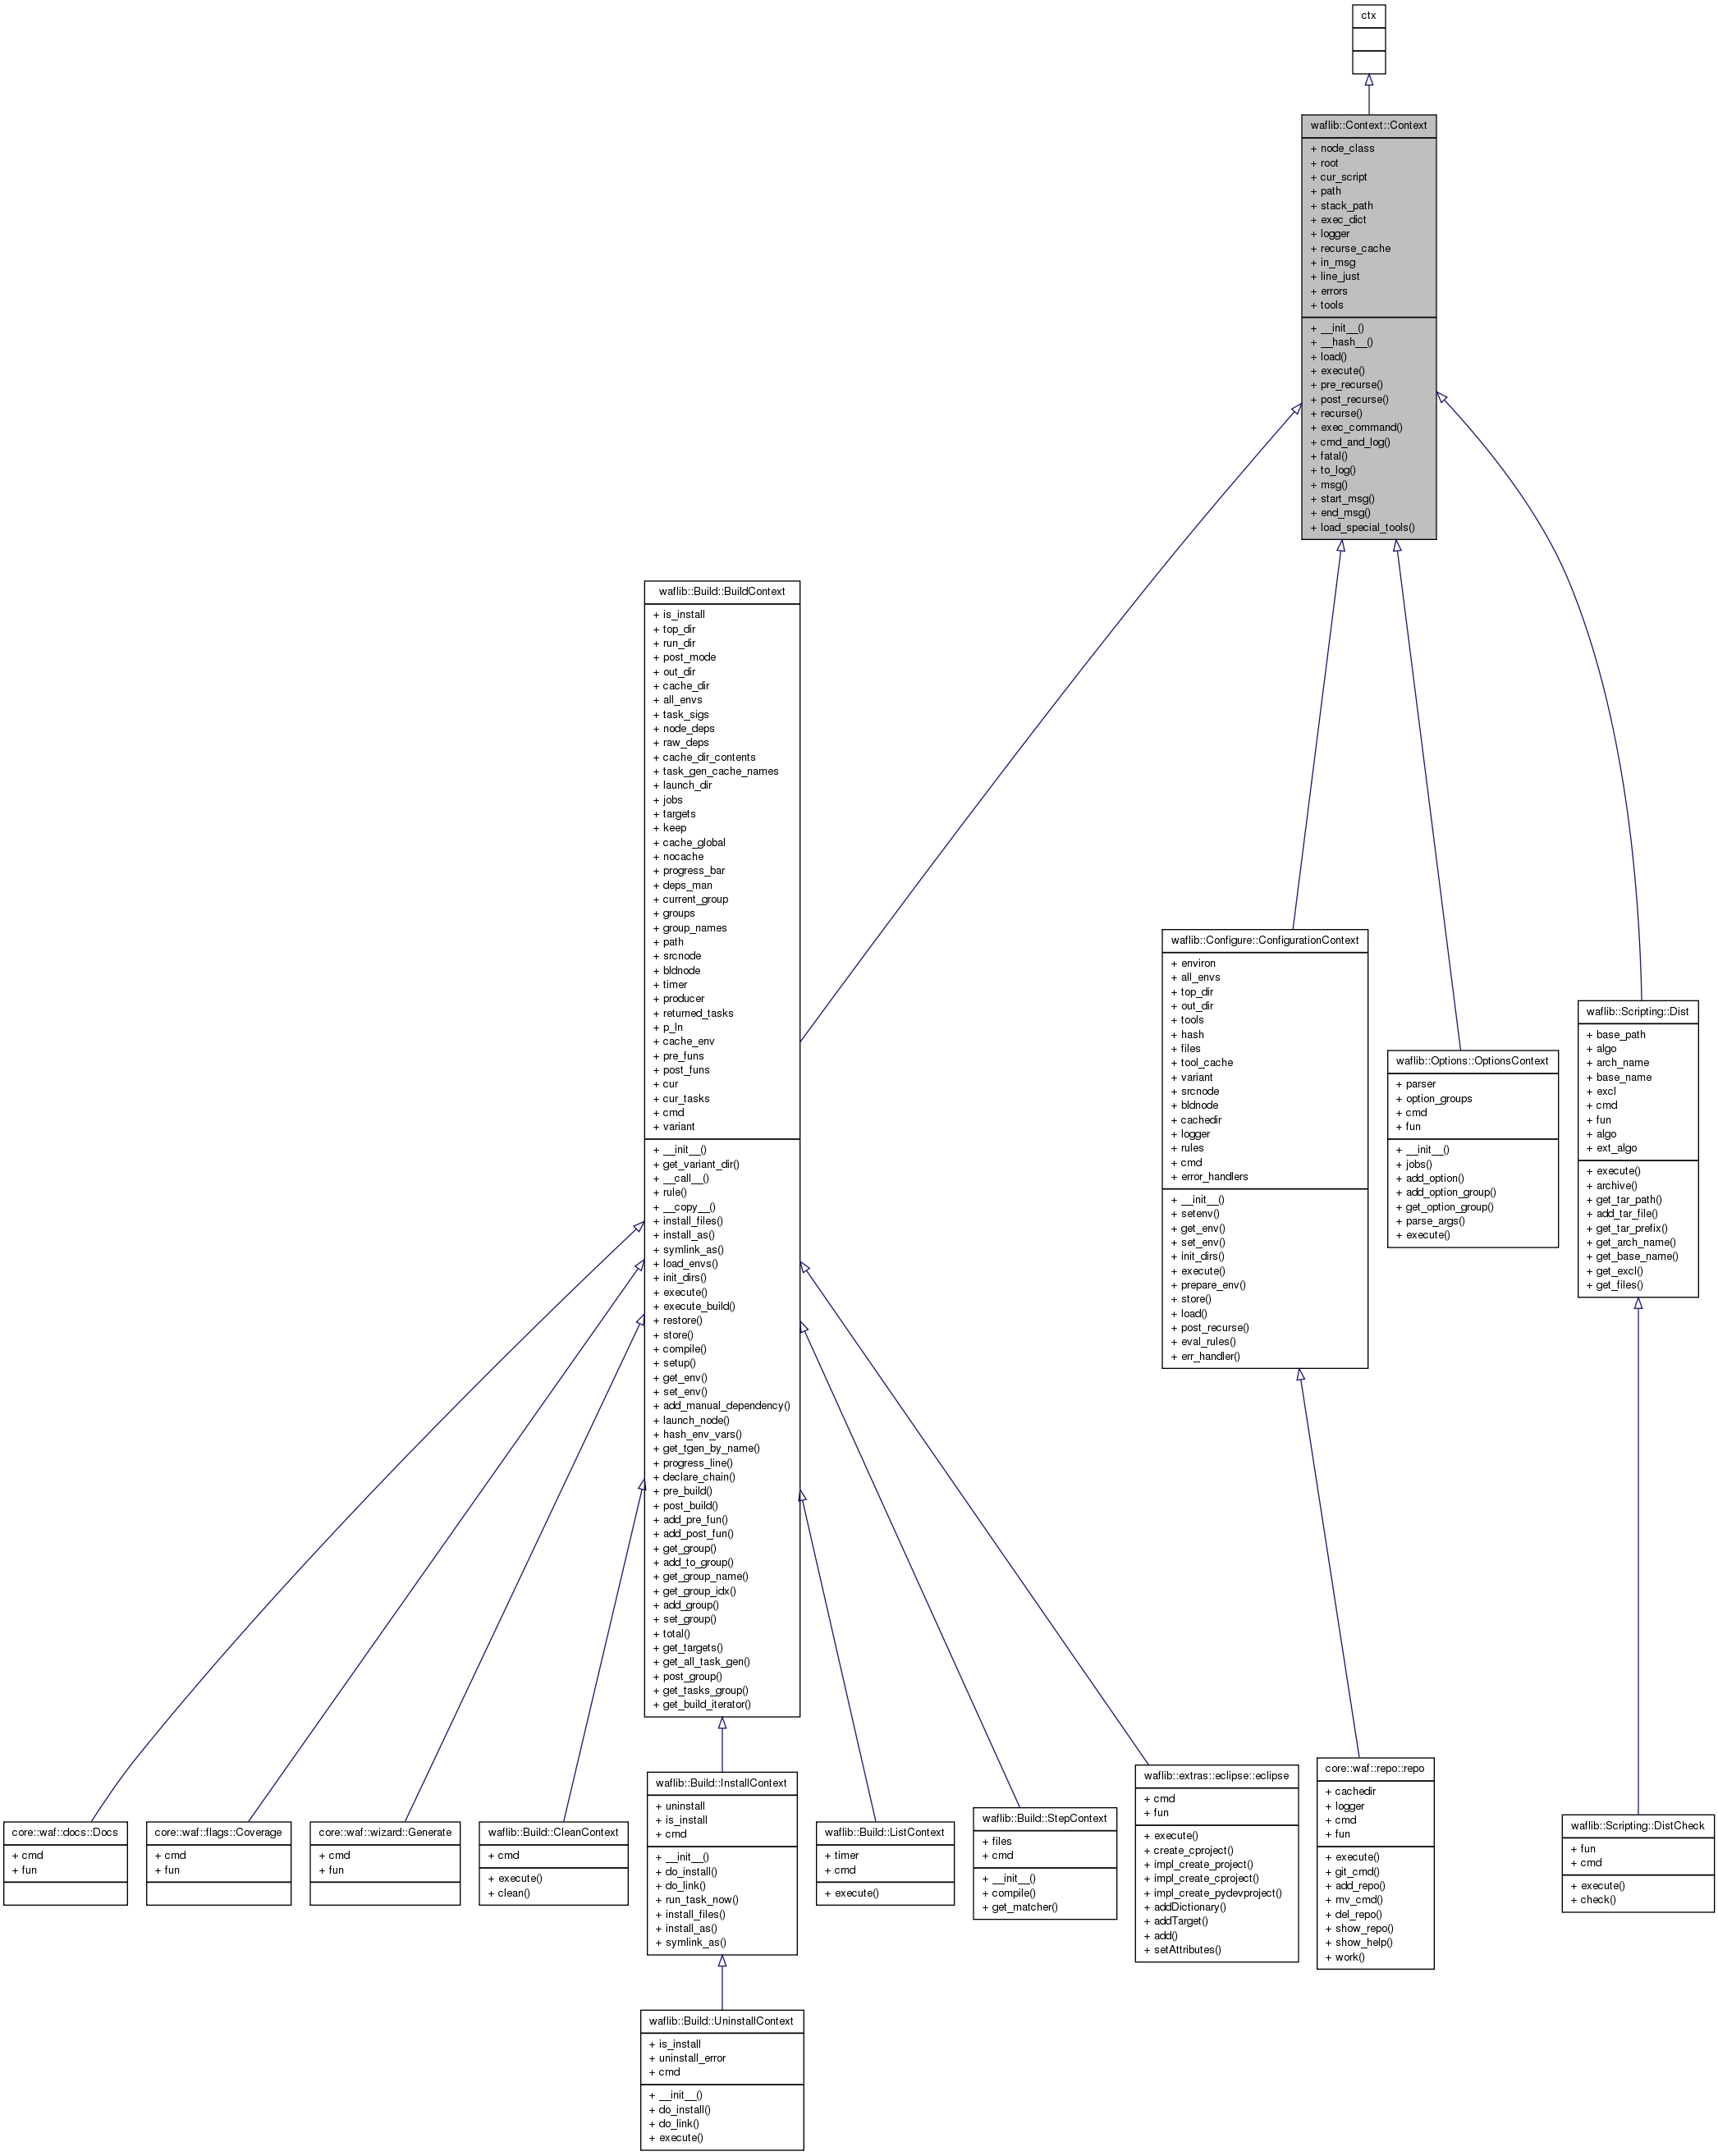 ctx
waflib::Context::Context
+ node_class
+ root
+ cur_script
+ path
+ stack_path
+ exec_dict
+ logger
+ recurse_cache
+ in_msg
+ line_just
+ errors
+ tools
+ __init__()
+ __hash__()
+ load()
+ execute()
+ pre_recurse()
+ post_recurse()
+ recurse()
+ exec_command()
+ cmd_and_log()
+ fatal()
+ to_log()
+ msg()
+ start_msg()
+ end_msg()
+ load_special_tools()
waflib::Build::BuildContext
+ is_install
+ top_dir
+ run_dir
+ post_mode
+ out_dir
+ cache_dir
+ all_envs
+ task_sigs
+ node_deps
+ raw_deps
+ cache_dir_contents
+ task_gen_cache_names
+ launch_dir
+ jobs
+ targets
+ keep
+ cache_global
+ nocache
+ progress_bar
+ deps_man
+ current_group
+ groups
+ group_names
+ path
+ srcnode
+ bldnode
+ timer
+ producer
+ returned_tasks
+ p_ln
+ cache_env
+ pre_funs
+ post_funs
+ cur
+ cur_tasks
+ cmd
+ variant
+ __init__()
+ get_variant_dir()
+ __call__()
+ rule()
+ __copy__()
+ install_files()
+ install_as()
+ symlink_as()
+ load_envs()
+ init_dirs()
+ execute()
+ execute_build()
+ restore()
+ store()
+ compile()
+ setup()
+ get_env()
+ set_env()
+ add_manual_dependency()
+ launch_node()
+ hash_env_vars()
+ get_tgen_by_name()
+ progress_line()
+ declare_chain()
+ pre_build()
+ post_build()
+ add_pre_fun()
+ add_post_fun()
+ get_group()
+ add_to_group()
+ get_group_name()
+ get_group_idx()
+ add_group()
+ set_group()
+ total()
+ get_targets()
+ get_all_task_gen()
+ post_group()
+ get_tasks_group()
+ get_build_iterator()
waflib::Configure::ConfigurationContext
+ environ
+ all_envs
+ top_dir
+ out_dir
+ tools
+ hash
+ files
+ tool_cache
+ variant
+ srcnode
+ bldnode
+ cachedir
+ logger
+ rules
+ cmd
+ error_handlers
+ __init__()
+ setenv()
+ get_env()
+ set_env()
+ init_dirs()
+ execute()
+ prepare_env()
+ store()
+ load()
+ post_recurse()
+ eval_rules()
+ err_handler()
waflib::Options::OptionsContext
+ parser
+ option_groups
+ cmd
+ fun
+ __init__()
+ jobs()
+ add_option()
+ add_option_group()
+ get_option_group()
+ parse_args()
+ execute()
waflib::Scripting::Dist
+ base_path
+ algo
+ arch_name
+ base_name
+ excl
+ cmd
+ fun
+ algo
+ ext_algo
+ execute()
+ archive()
+ get_tar_path()
+ add_tar_file()
+ get_tar_prefix()
+ get_arch_name()
+ get_base_name()
+ get_excl()
+ get_files()
core::waf::docs::Docs
+ cmd
+ fun
core::waf::flags::Coverage
+ cmd
+ fun
core::waf::wizard::Generate
+ cmd
+ fun
waflib::Build::CleanContext
+ cmd
+ execute()
+ clean()
waflib::Build::InstallContext
+ uninstall
+ is_install
+ cmd
+ __init__()
+ do_install()
+ do_link()
+ run_task_now()
+ install_files()
+ install_as()
+ symlink_as()
waflib::Build::ListContext
+ timer
+ cmd
+ execute()
waflib::Build::StepContext
+ files
+ cmd
+ __init__()
+ compile()
+ get_matcher()
waflib::extras::eclipse::eclipse
+ cmd
+ fun
+ execute()
+ create_cproject()
+ impl_create_project()
+ impl_create_cproject()
+ impl_create_pydevproject()
+ addDictionary()
+ addTarget()
+ add()
+ setAttributes()
core::waf::repo::repo
+ cachedir
+ logger
+ cmd
+ fun
+ execute()
+ git_cmd()
+ add_repo()
+ mv_cmd()
+ del_repo()
+ show_repo()
+ show_help()
+ work()
waflib::Scripting::DistCheck
+ fun
+ cmd
+ execute()
+ check()
waflib::Build::UninstallContext
+ is_install
+ uninstall_error
+ cmd
+ __init__()
+ do_install()
+ do_link()
+ execute()